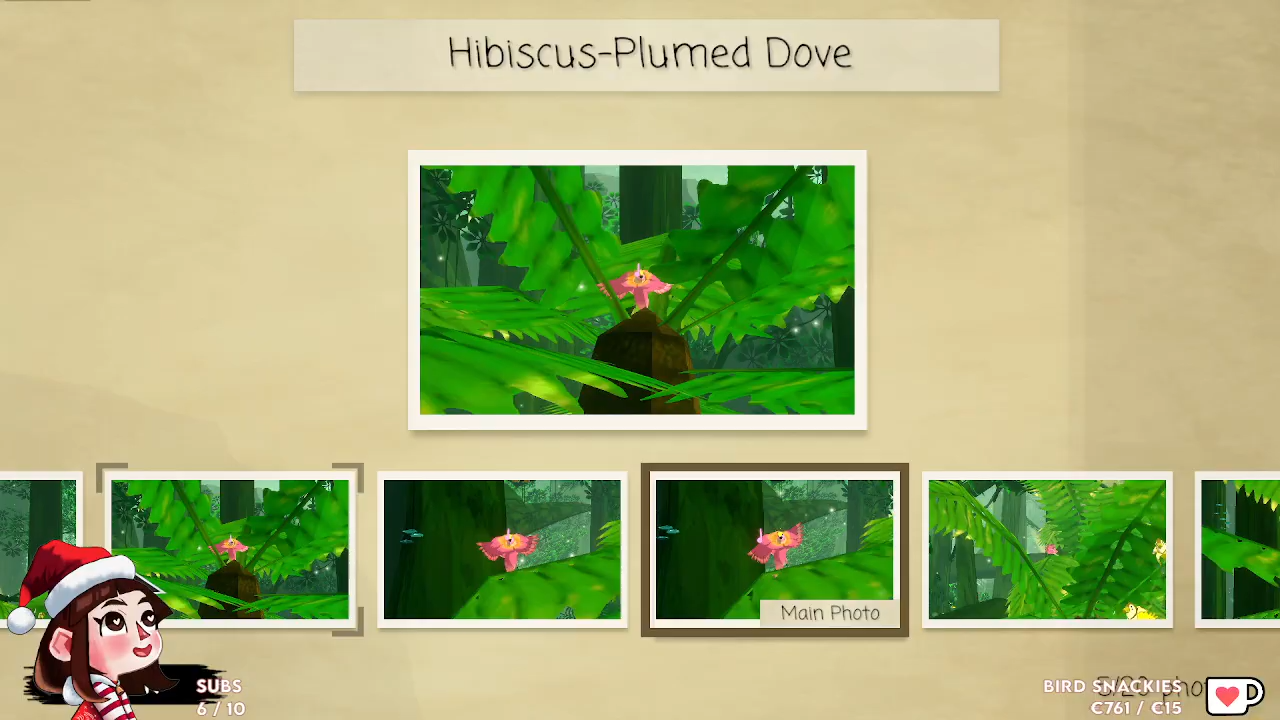 Hibiscus-Plumed Dove
Main Photo
SUBS
6 / 10
BIRD SNACKIES
C761 / C15